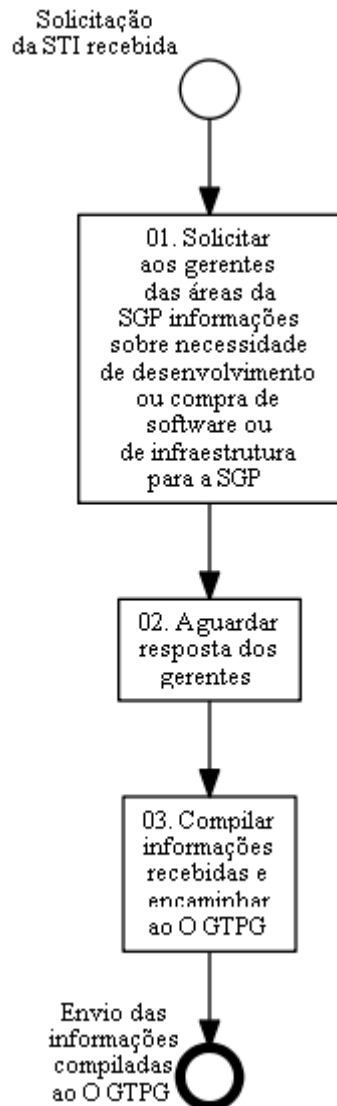 Solicitação
da STI recebida
01. Solicitar
aos gerentes
das áreas da
SGP informações
sobre necessidade
de desenvolvimento
ou compra de
software ou
de infraestrutura
para a SGP
02. Aguardar
resposta dos
gerentes
03. Compilar
informações
recebidas e
encaminhar
ao O GTPG
Envio das
informações
compiladas
ao O GTPG